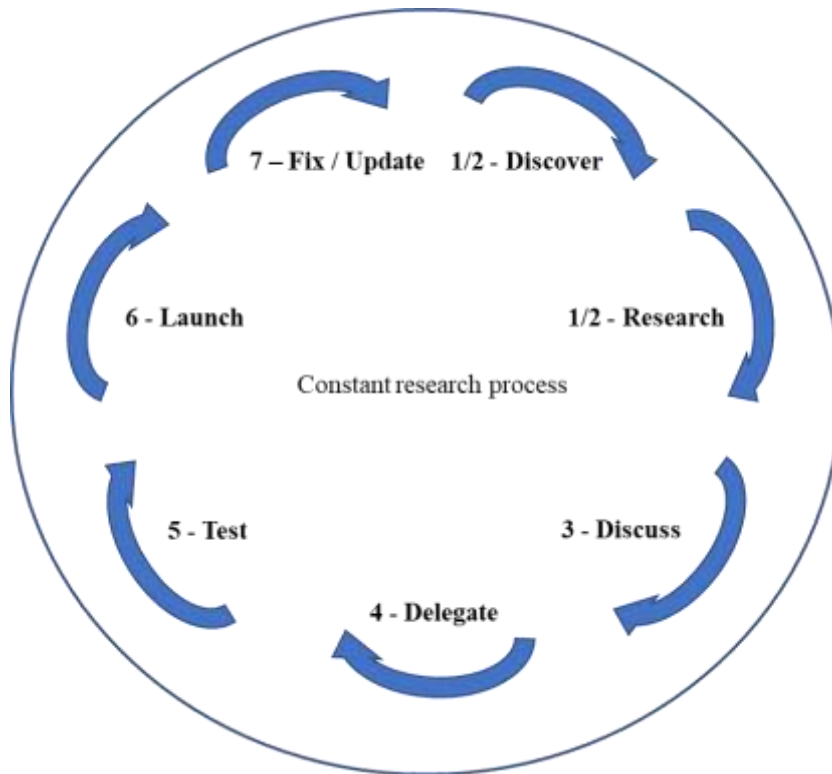 7 – Fix / Update
1/2 - Discover
1/2 - Research
3 - Discuss
4 - Delegate
5 - Test
6 - Launch
Constant research process